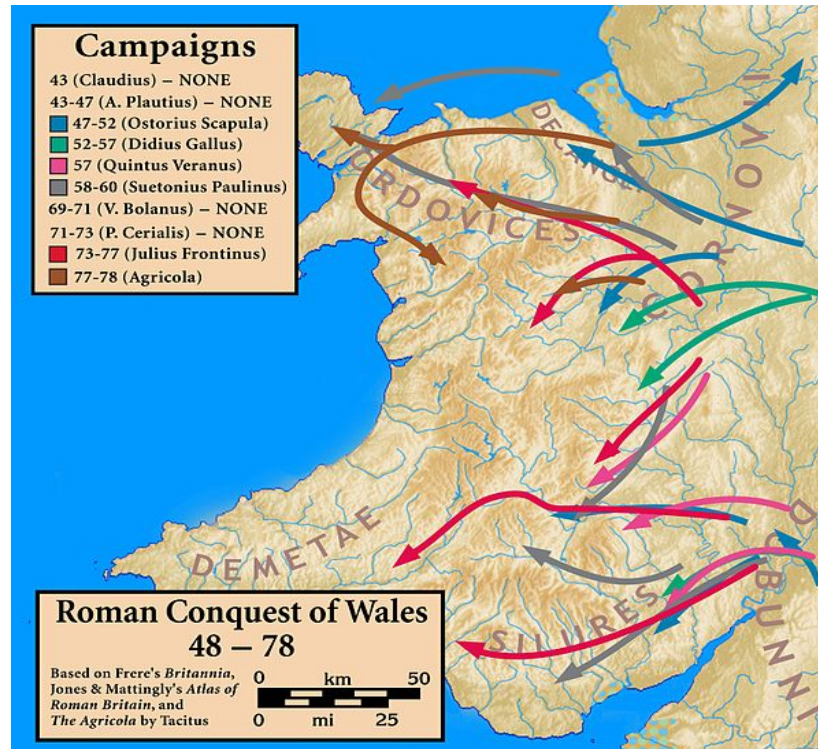 Campaigns
43 (Claudius) – NONE
43-47 (A. Plautius) – NONE
47-52 (Ostorius Scapula)
52-57 (Didius Gallus)
57 (Quintus Veranus)
58-60 (Suetonius Paulinus)
69-71 (V. Bolanus) – NONE
71-73 (P. Cerialis) – NONE
73-77 (Julius Frontinus)
77-78 (Agricola)
DECANGLI
ORDOVICES
CORNOVII
DEMETAE
SILURES
DOBUNNI
Roman Conquest of Wales
48 – 78
Based on Frere's Britannia,
Jones & Mattingly's Atlas of
Roman Britain, and
The Agricola by Tacitus
0 km 50
0 mi 25